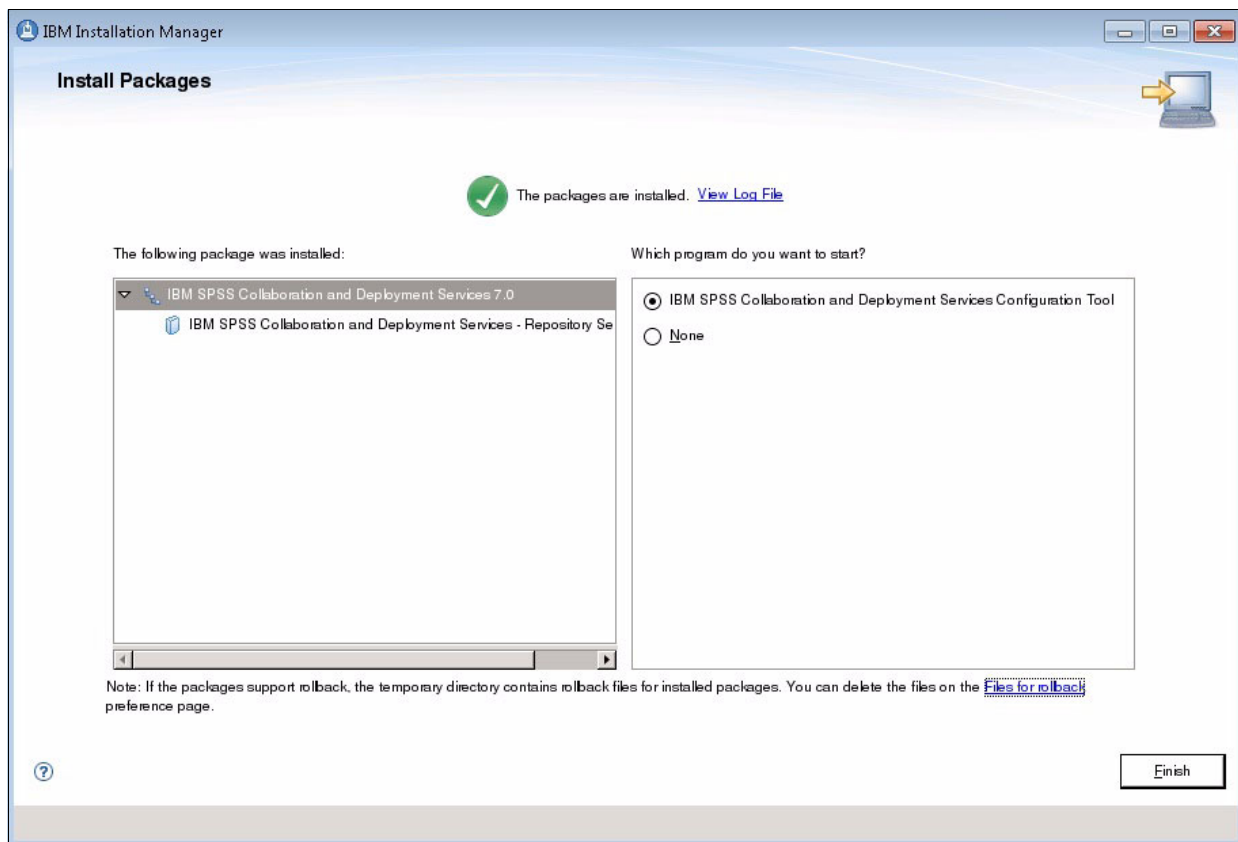 IBM Installation Manager
Install Packages
The packages are installed. View Log File
The following package was installed:
Which program do you want to start?
IBM SPSS Collaboration and Deployment Services 7.0
IBM SPSS Collaboration and Deployment Services - Repository Se
IBM SPSS Collaboration and Deployment Services Configuration Tool
None
Note: If the packages support rollback, the temporary directory contains rollback files for installed packages. You can delete the files on the Files for rollback
preference page.
?
Finish